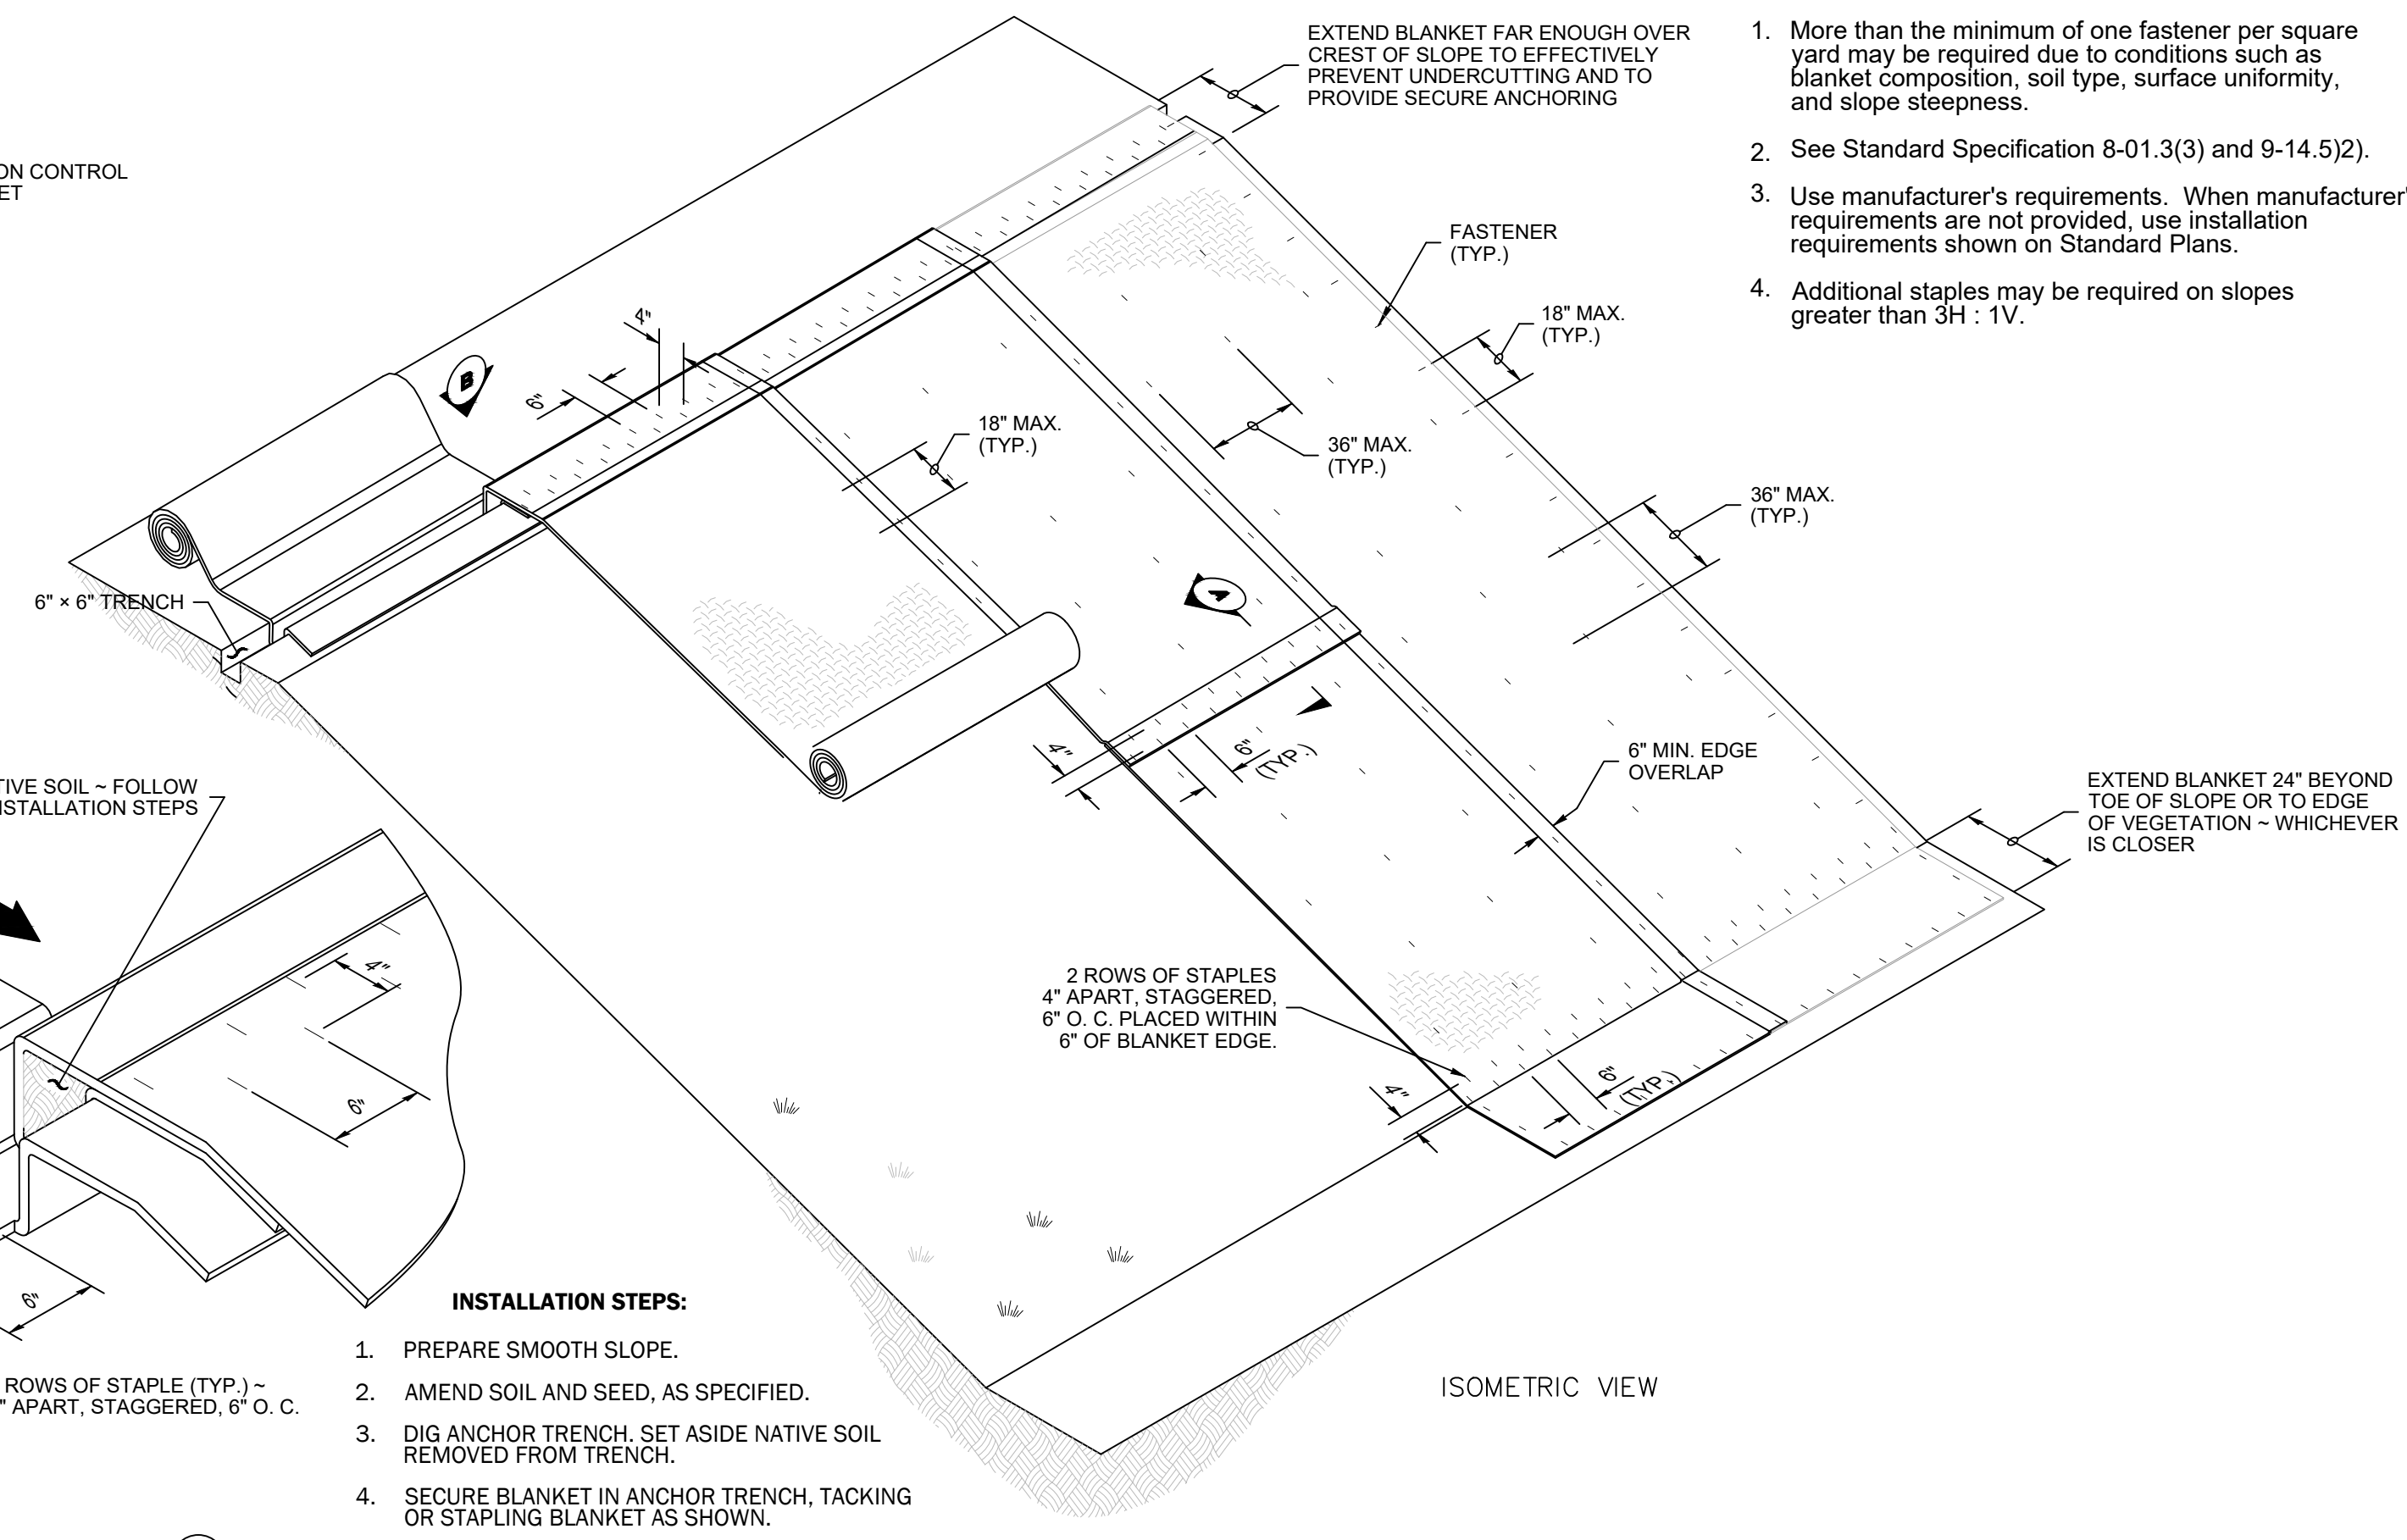 EXTEND BLANKET FAR ENOUGH OVER
CREST OF SLOPE TO EFFECTIVELY
PREVENT UNDERCUTTING AND TO
PROVIDE SECURE ANCHORING
1. More than the minimum of one fastener per square
yard may be required due to conditions such as
blanket composition, soil type, surface uniformity,
and slope steepness.
2. See Standard Specification 8-01.3(3) and 9-14.5)2).
3. Use manufacturer's requirements. When manufacturer'
requirements are not provided, use installation
requirements shown on Standard Plans.
4. Additional staples may be required on slopes
greater than 3H : 1V.
ON CONTROL
ET
FASTENER
(TYP.)
18" MAX.
(TYP.)
4"
B
6"
18" MAX.
(TYP.)
36" MAX.
(TYP.)
36" MAX.
(TYP.)
6" × 6" TRENCH
A
4"
6"
(TYP.)
6" MIN. EDGE
OVERLAP
EXTEND BLANKET 24" BEYOND
TOE OF SLOPE OR TO EDGE
OF VEGETATION ~ WHICHEVER
IS CLOSER
TIVE SOIL ~ FOLLOW
NSTALLATION STEPS
4"
6"
2 ROWS OF STAPLES
4" APART, STAGGERED,
6" O. C. PLACED WITHIN
6" OF BLANKET EDGE.
4"
6"
(TYP.)
6"
ROWS OF STAPLE (TYP.) ~
" APART, STAGGERED, 6" O. C.
INSTALLATION STEPS:
1. PREPARE SMOOTH SLOPE.
2. AMEND SOIL AND SEED, AS SPECIFIED.
3. DIG ANCHOR TRENCH. SET ASIDE NATIVE SOIL
REMOVED FROM TRENCH.
4. SECURE BLANKET IN ANCHOR TRENCH, TACKING
OR STAPLING BLANKET AS SHOWN.
ISOMETRIC VIEW